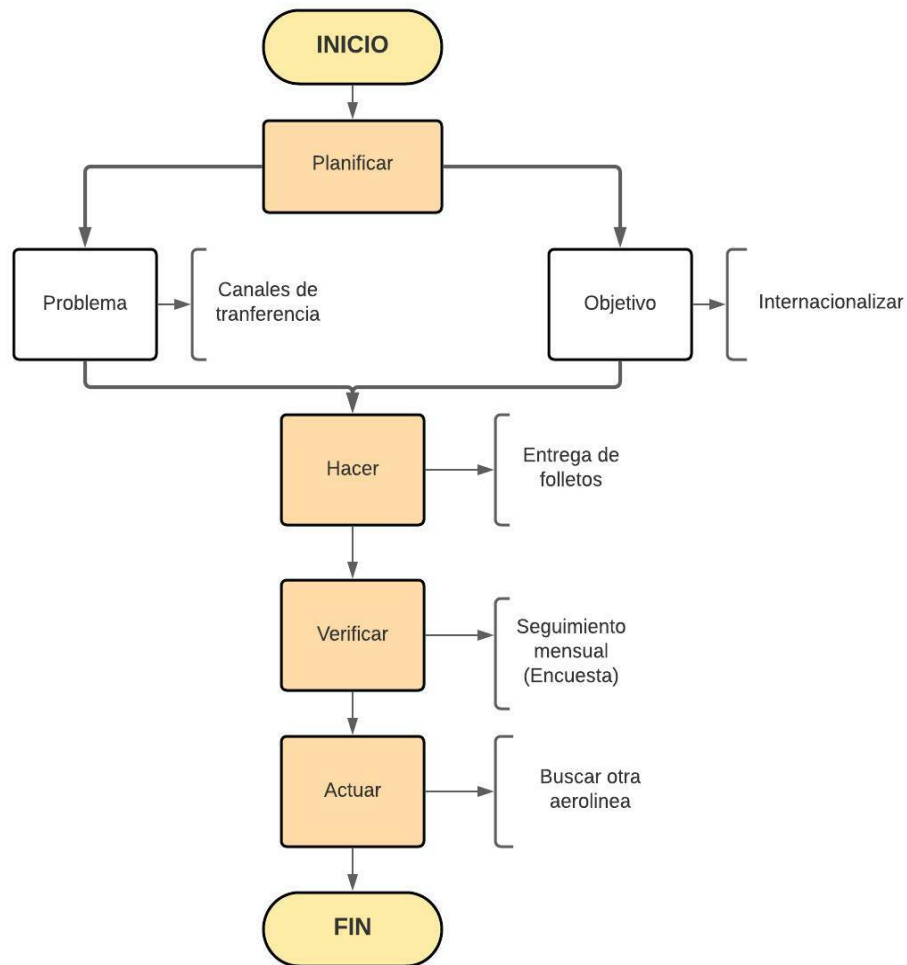 INICIO
Planificar
Problema
Canales de
tranferencia
Objetivo
Internacionalizar
Hacer
Entrega de
folletos
Verificar
Seguimiento
mensual
(Encuesta)
Actuar
Buscar otra
aerolinea
FIN